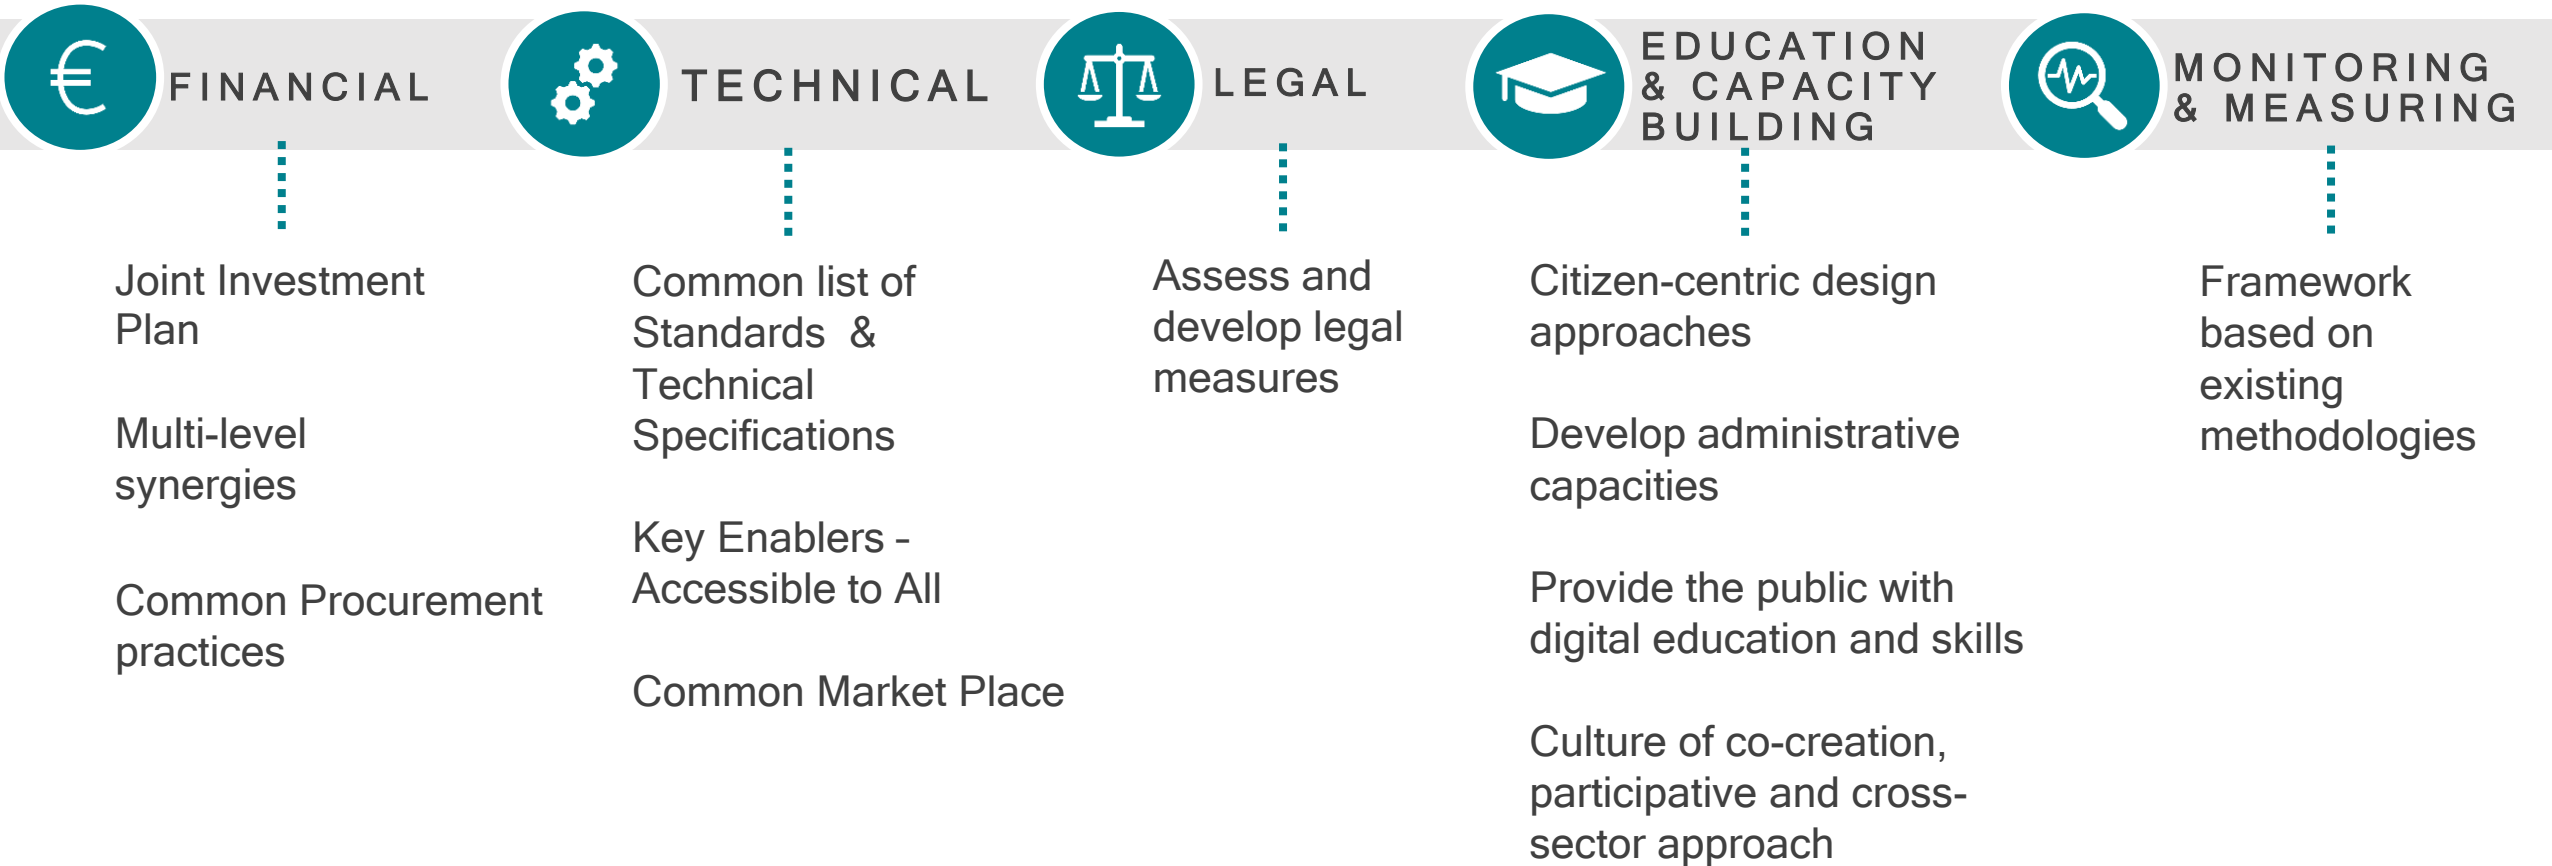 €
FINANCIAL
Joint Investment
Plan
Multi-level
synergies
Common Procurement
practices
TECHNICAL
Common list of
Standards  &
Technical
Specifications
Key Enablers -
Accessible to All
Common Market Place
LEGAL
Assess and
develop legal
measures
EDUCATION
& CAPACITY
BUILDING
Citizen-centric design
approaches
Develop administrative
capacities
Provide the public with
digital education and skills
Culture of co-creation,
participative and cross-
sector approach
MONITORING
& MEASURING
Framework
based on
existing
methodologies